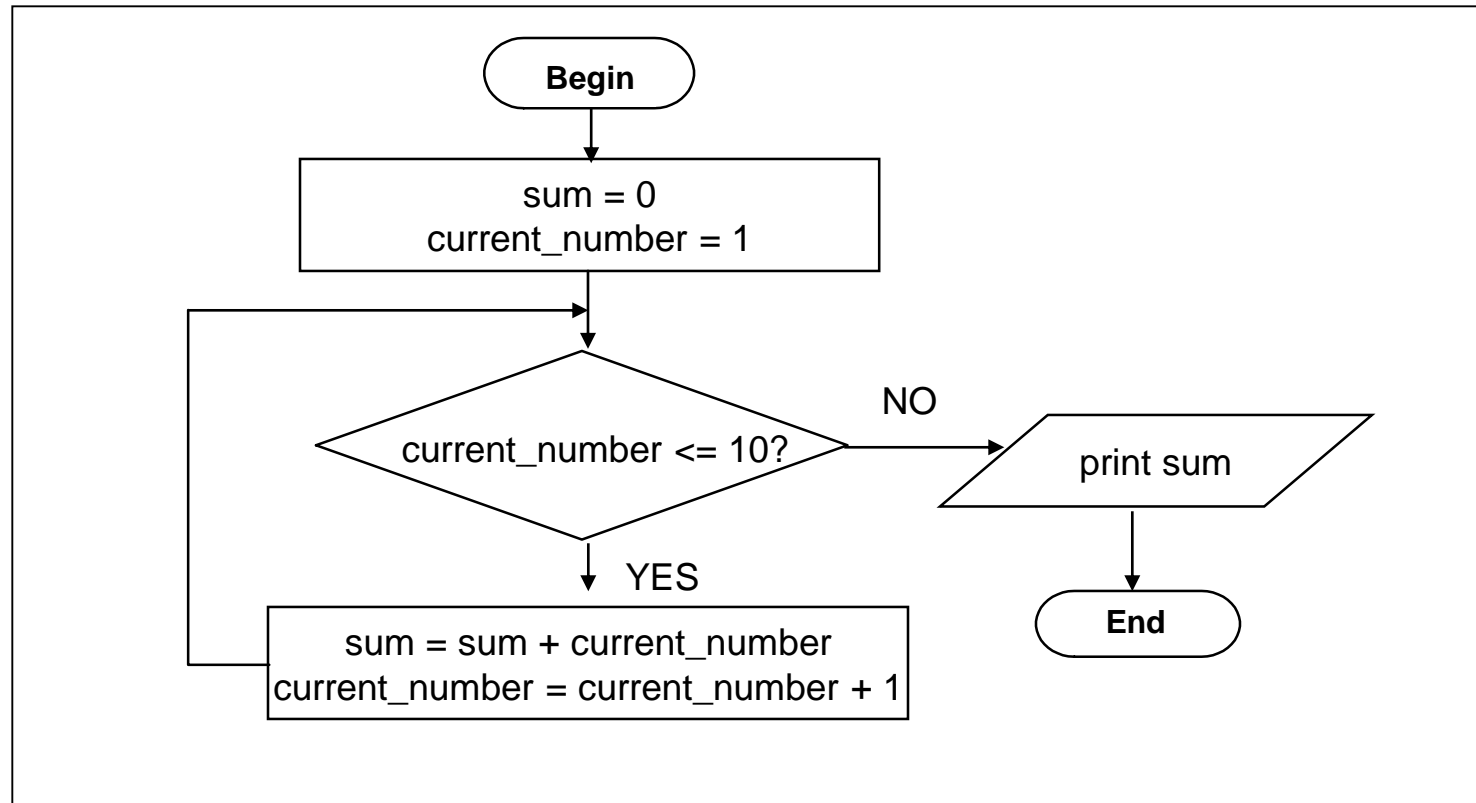 Begin
sum = 0
current_number = 1
current_number <= 10?
NO
print sum
YES
sum = sum + current_number
current_number = current_number + 1
End